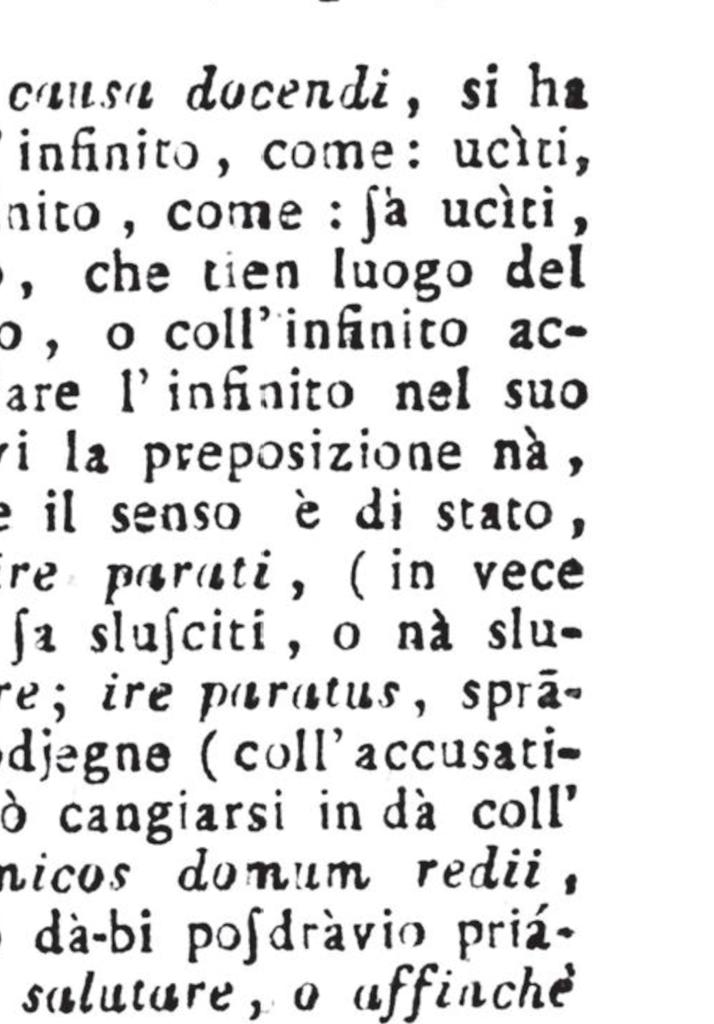 causa docendi, si ha
infinito, come: ucìti,
nito, come: ſà ucìti,
, che tien luogo del
o, o coll' infinito ac-
are l' infinito nel suo
vi la preposizione nà,
e il senso è di stato,
ire parati, (in vece
ſa sluſciti, o nà slu-
re; ire paratus, sprā-
djegne (coll' accusati-
ò cangiarsi in dà coll'
micos domum redii,
dà-bi poſdràvio priá-
salutare, o affinchè